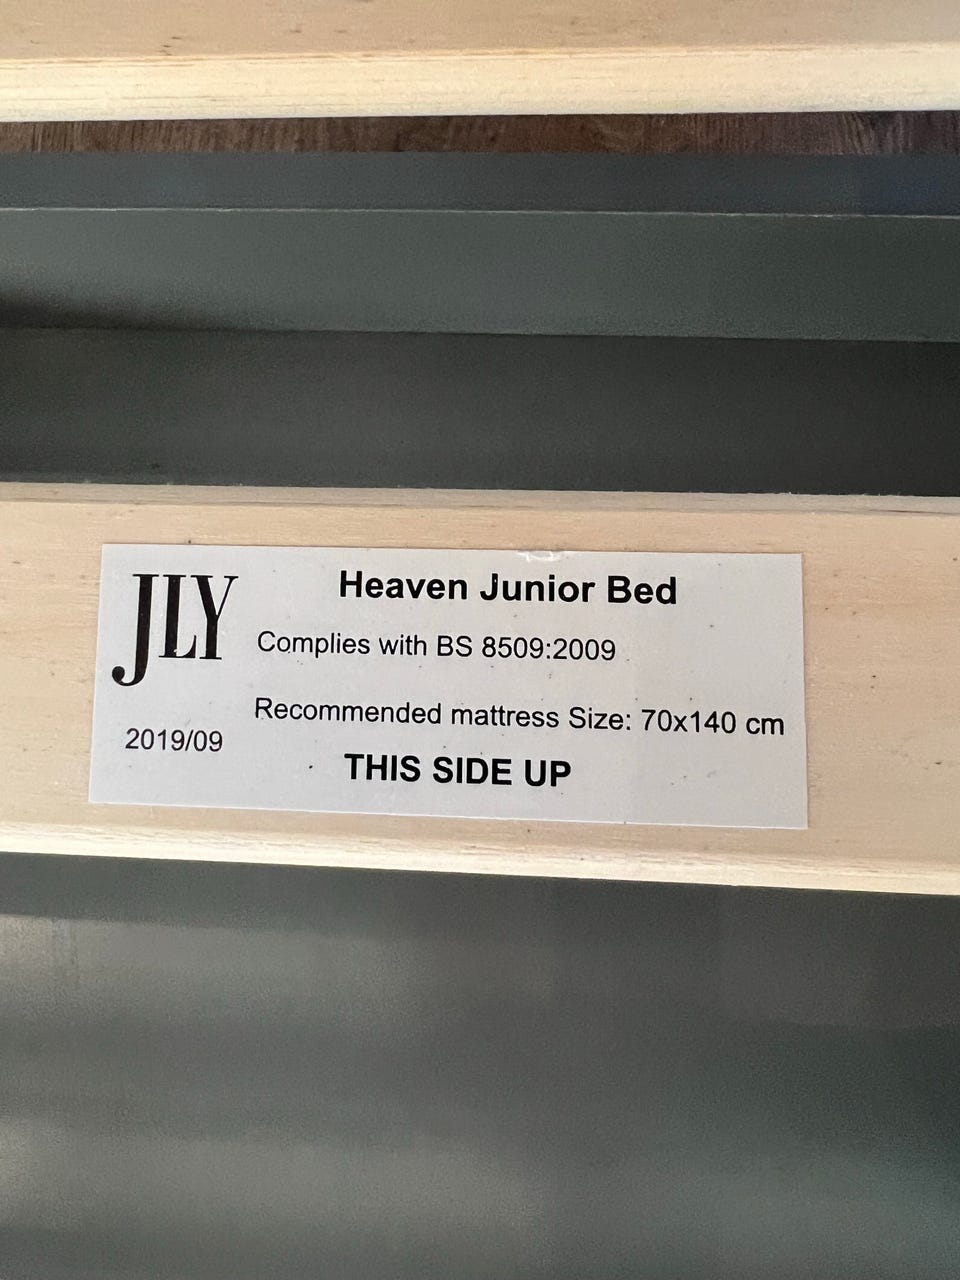 JLY
Heaven Junior Bed
Complies with BS 8509:2009
Recommended mattress Size: 70x140 cm
2019/09
THIS SIDE UP